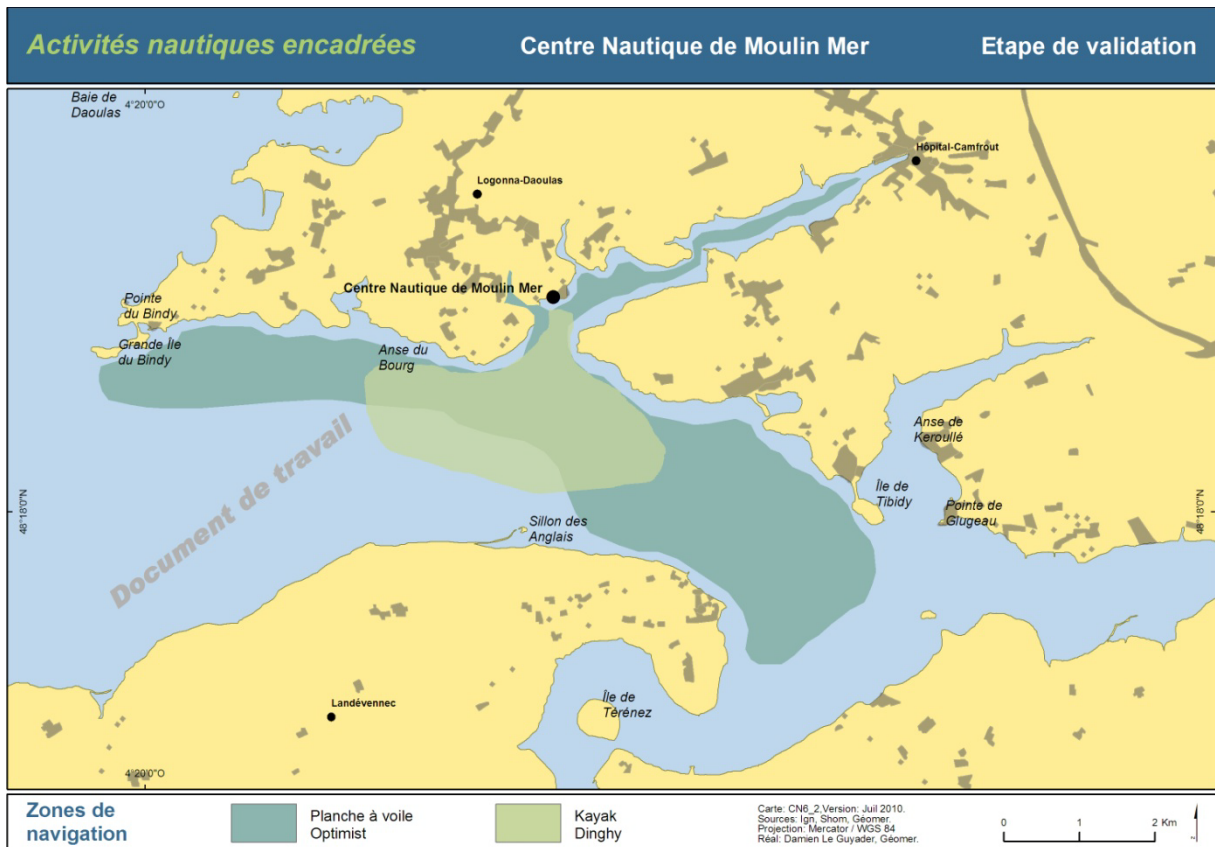 Activités nautiques encadrées
Centre Nautique de Moulin Mer
Etape de validation
Baie de
Daoulas
4°20'0"O
Hôpital-Camfrout
Logonna-Daoulas
Centre Nautique de Moulin Mer
Pointe
du Bindy
Grande Île
du Bindy
Anse du
Bourg
Anse de
Keroullé
Île de
Tibidy
Pointe de
Glugeau
48°18'0"N
48°18'0"N
Sillon des
Anglais
Document de travail
Île de
Térénez
Landévennec
4°20'0"O
Zones de
navigation
Planche à voile
Optimist
Kayak
Dinghy
Carte: CN6_2,Version: Juil 2010.
Sources: Ign, Shom, Géomer.
Projection: Mercator / WGS 84
Réal: Damien Le Guyader, Géomer.
0 1 2 Km